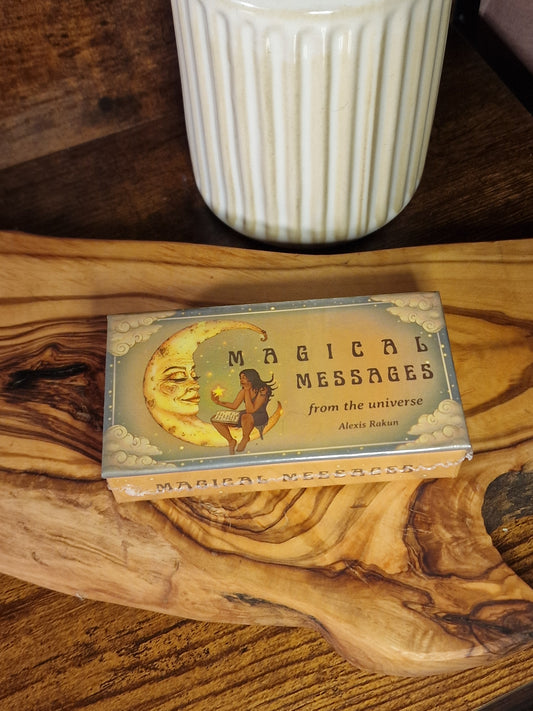 MAGICAL
MESSAGES
from the universe
Alexis Rakun
MAGICAL MESSAGES